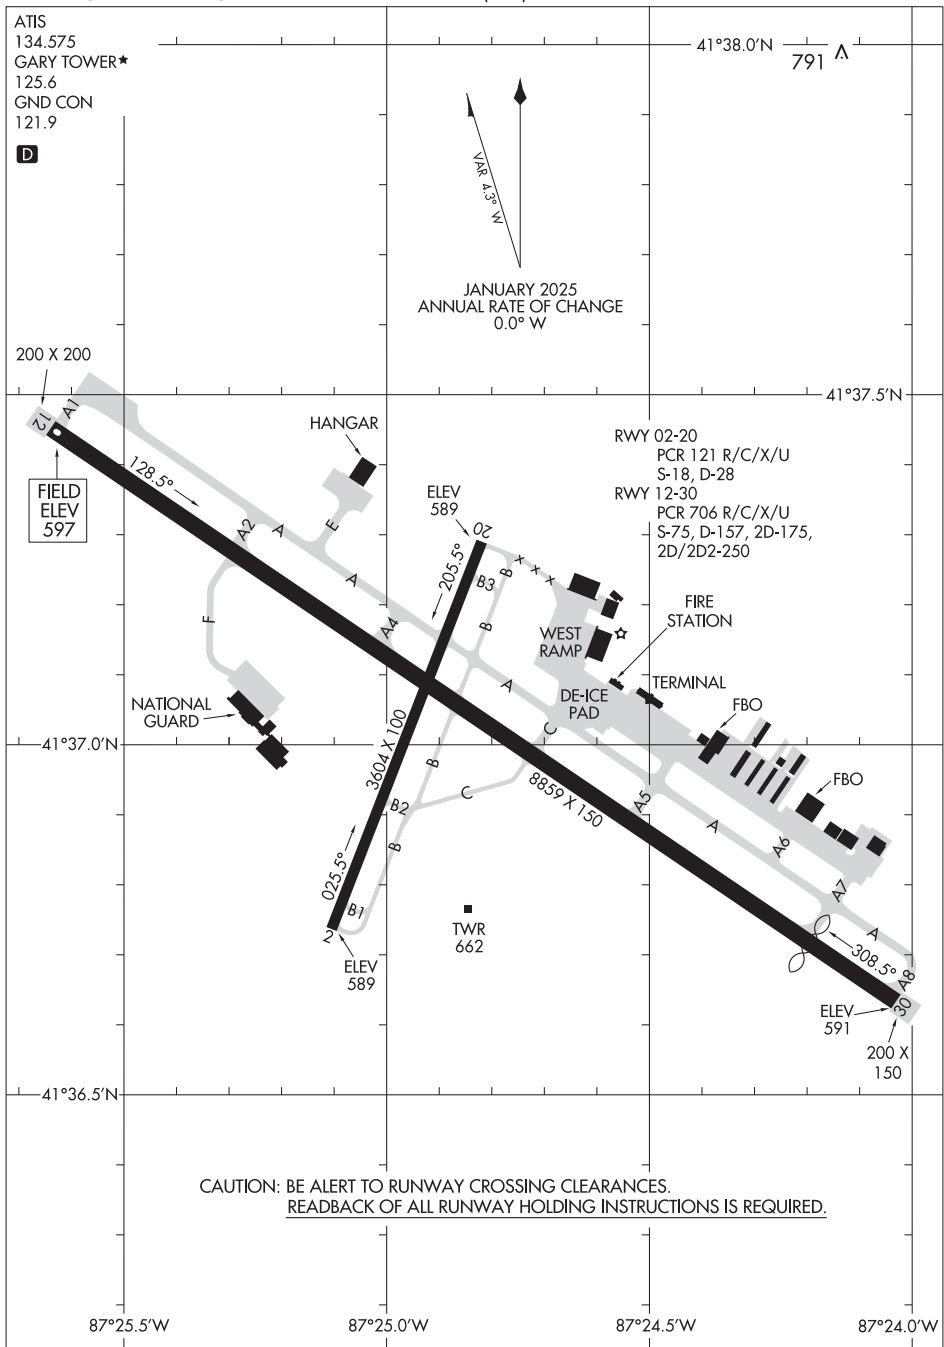 ATIS
134.575
GARY TOWER★
125.6
GND CON
121.9
D
41°38.0'N
791
VAR 4.3° W
JANUARY 2025
ANNUAL RATE OF CHANGE
0.0° W
200 X 200
41°37.5'N
12
A1
FIELD
ELEV
597
128.5°
HANGAR
RWY 02-20
PCR 121 R/C/X/U
S-18, D-28
RWY 12-30
PCR 706 R/C/X/U
S-75, D-157, 2D-175,
2D/2D2-250
ELEV
589
20
A2
A
E
205.5°
B
X X X
B3
A
F
A4
B
WEST
RAMP
FIRE
STATION
A
DE-ICE
PAD
TERMINAL
NATIONAL
GUARD
FBO
C
41°37.0'N
3604 X 100
B
8859 X 150
FBO
C
B2
A5
A
A6
B
025.5°
A7
B1
2
TWR
662
A
308.5°
ELEV
589
A8
30
ELEV
591
200 X
150
41°36.5'N
CAUTION: BE ALERT TO RUNWAY CROSSING CLEARANCES.
READBACK OF ALL RUNWAY HOLDING INSTRUCTIONS IS REQUIRED.
87°25.5'W
87°25.0'W
87°24.5'W
87°24.0'W